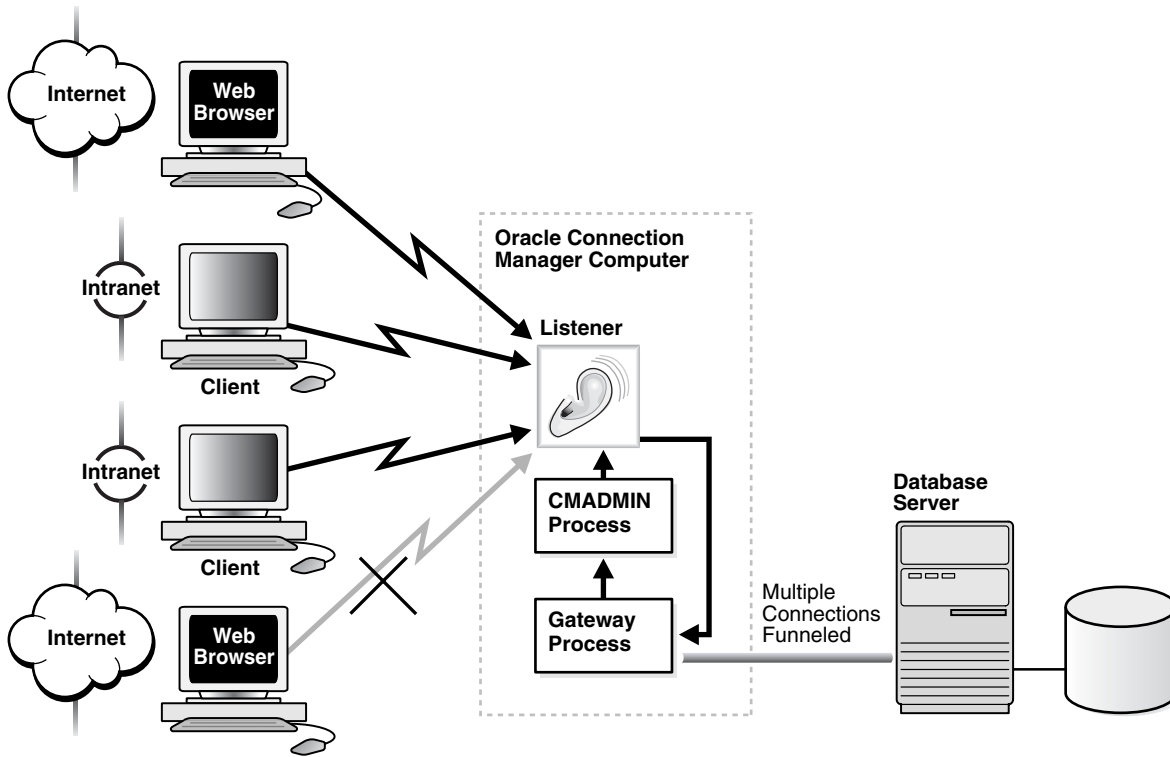 Internet
Web
Browser
Intranet
Client
Intranet
Client
Internet
Web
Browser
Oracle Connection
Manager Computer
Listener
CMADMIN
Process
Gateway
Process
Multiple
Connections
Funneled
Database
Server